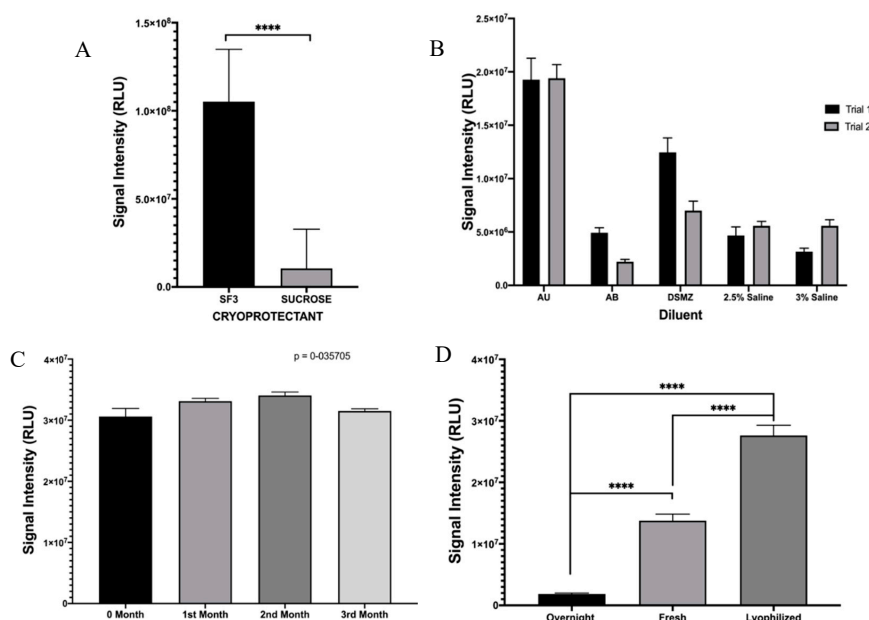 A
Signal Intensity (RLU)
1.5×10⁸
1.0×10⁸
5.0×10⁷
0
****
SF3 SUCROSE
CRYOPROTECTANT
B
Signal Intensity (RLU)
2.0×10⁷
1.5×10⁷
1.0×10⁷
5.0×10⁶
0.0
Trial 1
Trial 2
AU AB DSMZ 2.5% Saline 3% Saline
Diluent
C
Signal Intensity (RLU)
4×10⁷
3×10⁷
2×10⁷
1×10⁷
0
p = 0-035705
0 Month 1st Month 2nd Month 3rd Month
D
Signal Intensity (RLU)
4×10⁷
3×10⁷
2×10⁷
1×10⁷
0
****
****
****
Overnight Fresh Lyophilized